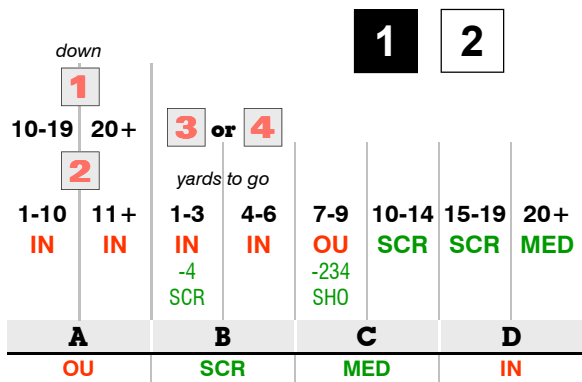 1 2
down
1
10-19 20+ 3 or 4
2 yards to go
1-10 11+ 1-3 4-6 7-9 10-14 15-19 20+
IN IN IN IN OU SCR SCR MED
-4 -234
SCR SHO
A B C D
OU SCR MED IN